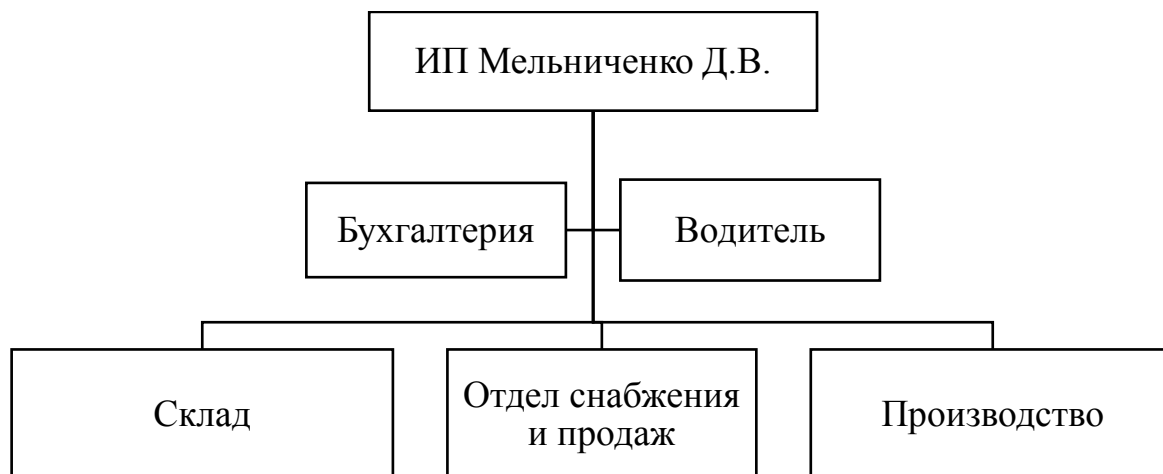 ИП Мельниченко Д.В.
Бухгалтерия
Водитель
Склад
Отдел снабжения
и продаж
Производство